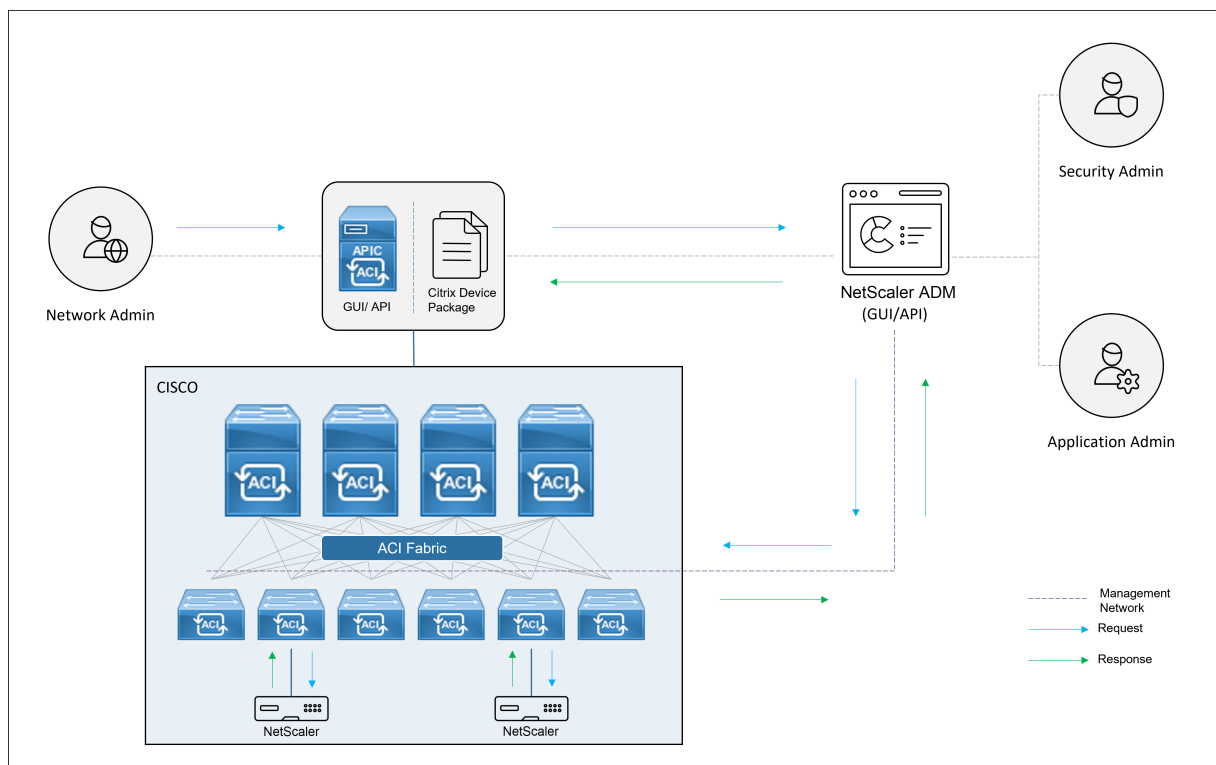 Security Admin
Network Admin
APIC
ACI
GUI/ API
Citrix Device
Package
NetScaler ADM
(GUI/API)
Application Admin
CISCO
ACI
ACI
ACI
ACI
ACI Fabric
ACI
ACI
ACI
ACI
ACI
ACI
NetScaler
NetScaler
Management
Network
Request
Response